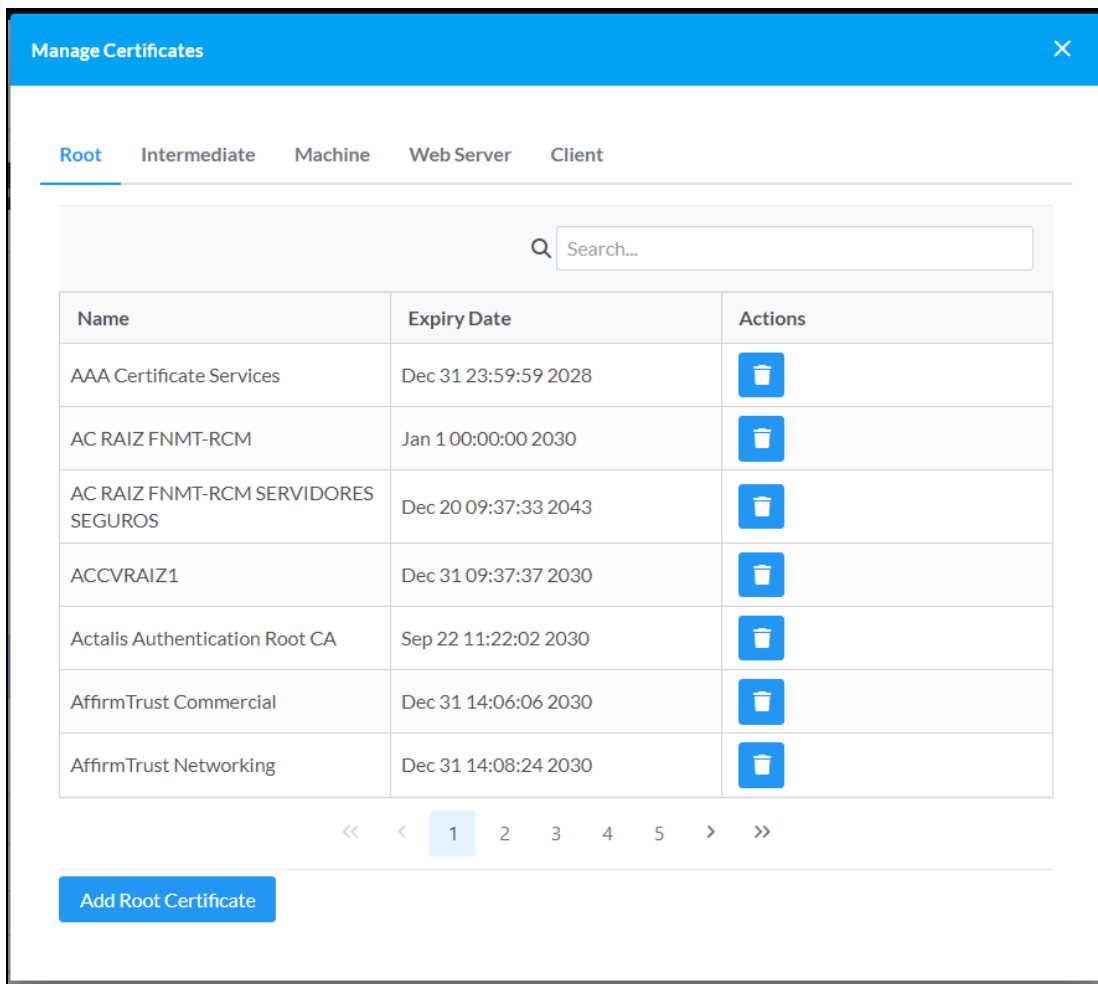 Manage Certificates
Root Intermediate Machine Web Server Client
Search...
Name Expiry Date Actions
AAA Certificate Services Dec 31 23:59:59 2028
AC RAIZ FNMT-RCM Jan 1 00:00:00 2030
AC RAIZ FNMT-RCM SERVIDORES
SEGUROS
Dec 20 09:37:33 2043
ACCVRAIZ1 Dec 31 09:37:37 2030
Actalis Authentication Root CA Sep 22 11:22:02 2030
AffirmTrust Commercial Dec 31 14:06:06 2030
AffirmTrust Networking Dec 31 14:08:24 2030
1 2 3 4 5
Add Root Certificate